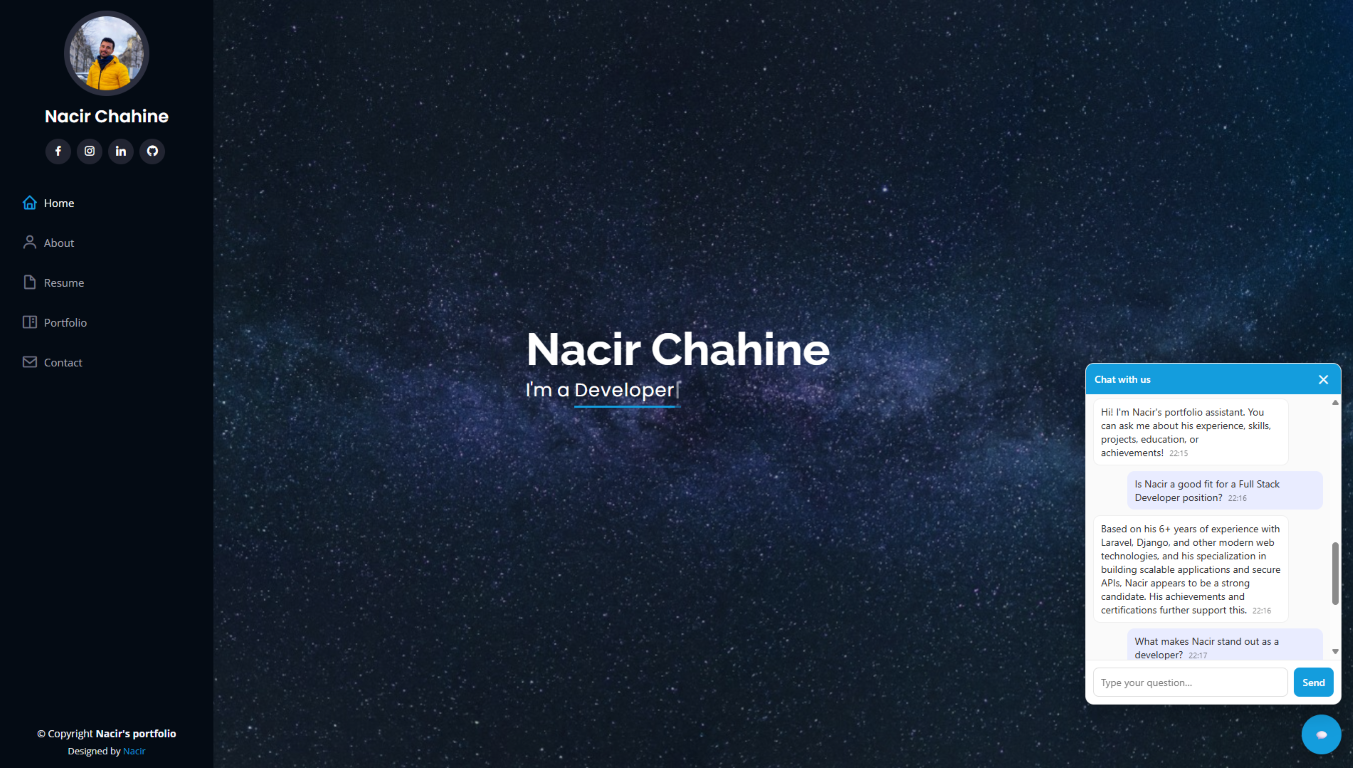 Nacir Chahine
Home
About
Resume
Portfolio
Contact
© Copyright Nacir's portfolio
Designed by Nacir
Nacir Chahine
I'm a Developer
Chat with us
Hi! I'm Nacir's portfolio assistant. You
can ask me about his experience, skills,
projects, education, or
achievements! 22:15
Is Nacir a good fit for a Full Stack
Developer position? 22:16
Based on his 6+ years of experience with
Laravel, Django, and other modern web
technologies, and his specialization in
building scalable applications and secure
APIs, Nacir appears to be a strong
candidate. His achievements and
certifications further support this. 22:16
What makes Nacir stand out as a
developer? 22:17
Type your question...
Send